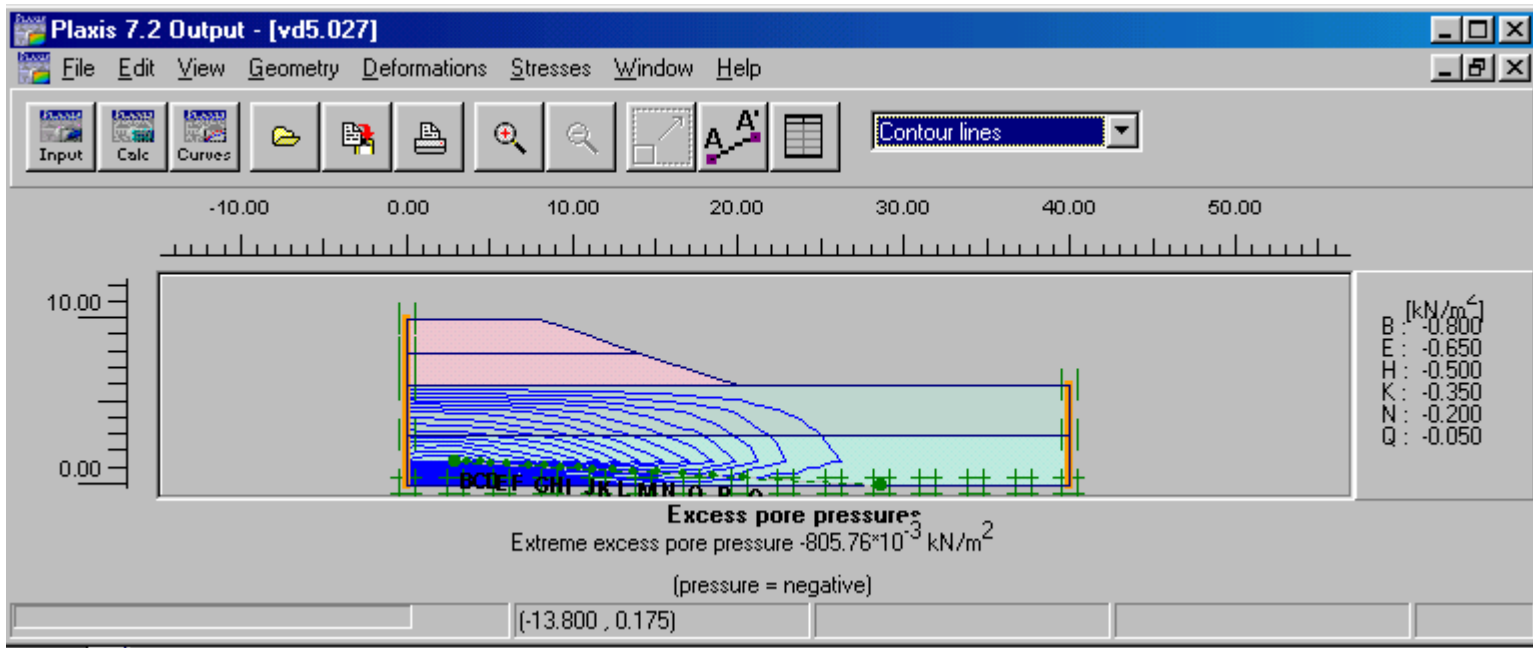 Plaxis 7.2 Output - [vd5.027]
File Edit View Geometry Deformations Stresses Window Help
Input Calc Curves A A' Contour lines
-10.00 0.00 10.00 20.00 30.00 40.00 50.00
10.00
0.00
[kN/m2]
B : -0.800
E : -0.650
H : -0.500
K : -0.350
N : -0.200
Q : -0.050
B C D E F G H I J K L M N O P Q
Excess pore pressures
Extreme excess pore pressure -805.76*10-3 kN/m2
(pressure = negative)
(-13.800 , 0.175)